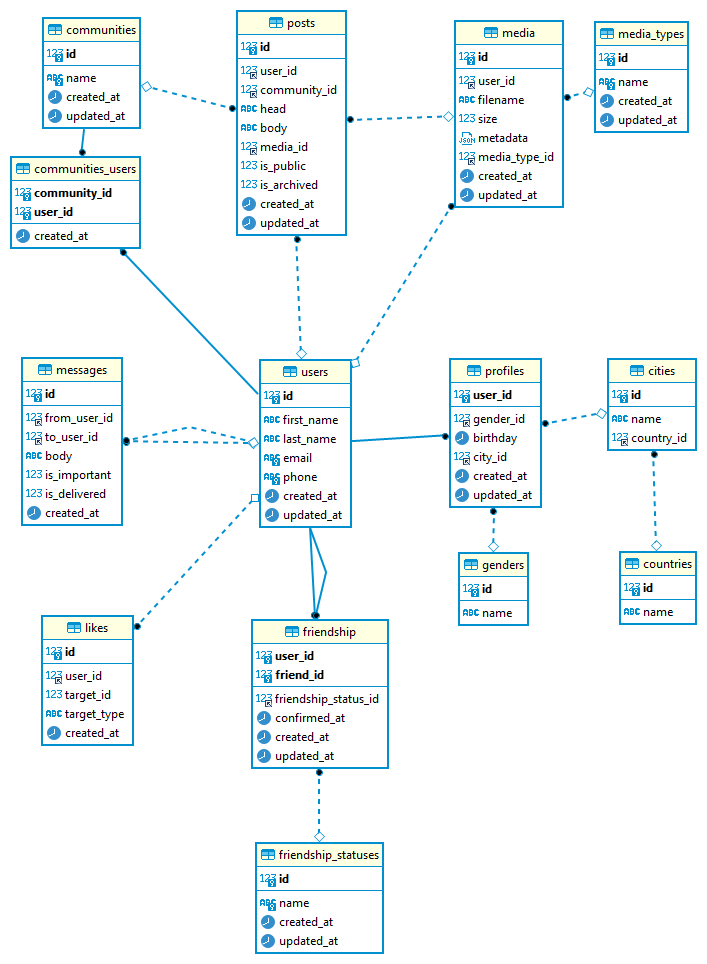 communities
123 id
ABC name
created_at
updated_at
posts
123 id
123 user_id
123 community_id
ABC head
ABC body
123 media_id
123 is_public
123 is_archived
created_at
updated_at
media
123 id
123 user_id
ABC filename
123 size
JSON metadata
123 media_type_id
created_at
updated_at
media_types
123 id
ABC name
created_at
updated_at
communities_users
123 community_id
123 user_id
created_at
messages
123 id
123 from_user_id
123 to_user_id
ABC body
123 is_important
123 is_delivered
created_at
users
123 id
ABC first_name
ABC last_name
ABC email
ABC phone
created_at
updated_at
profiles
123 user_id
123 gender_id
birthday
123 city_id
created_at
updated_at
cities
123 id
ABC name
123 country_id
genders
123 id
ABC name
countries
123 id
ABC name
likes
123 id
123 user_id
123 target_id
ABC target_type
created_at
friendship
123 user_id
123 friend_id
123 friendship_status_id
confirmed_at
created_at
updated_at
friendship_statuses
123 id
ABC name
created_at
updated_at